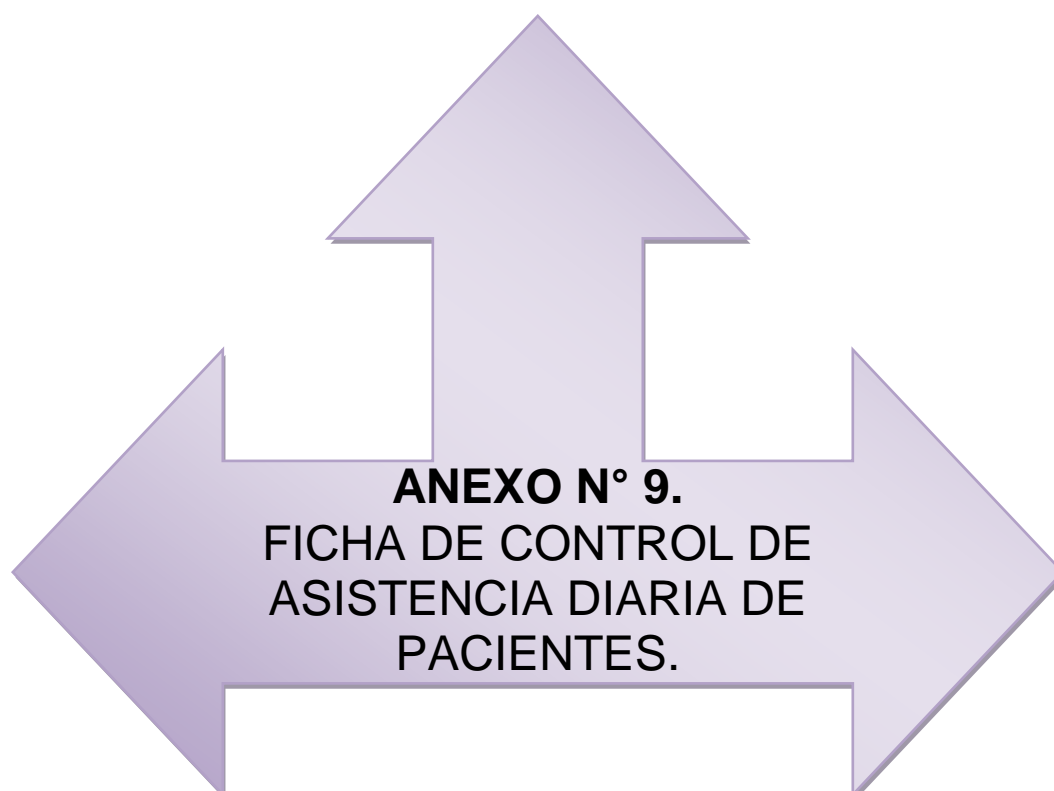 ANEXO N° 9.
FICHA DE CONTROL DE
ASISTENCIA DIARIA DE
PACIENTES.